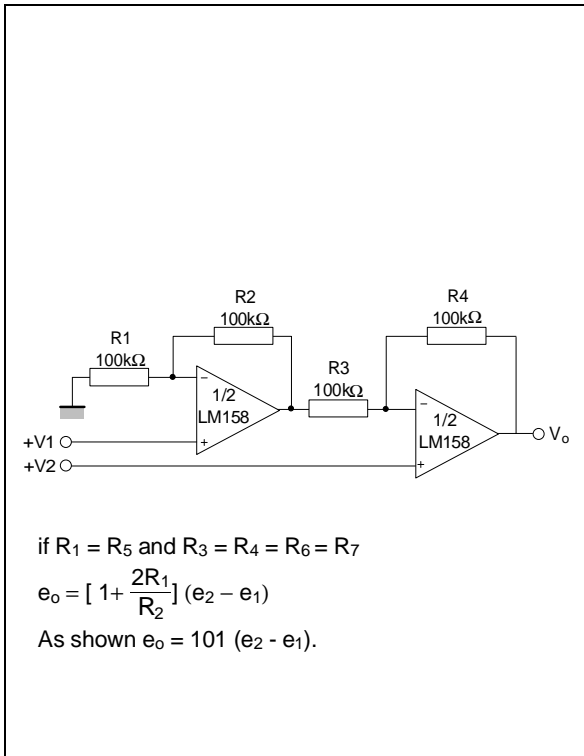 R2
100kΩ
R4
100kΩ
R1
100kΩ
R3
100kΩ
−
1/2
LM158
+
−
1/2
LM158
+
+V1
+V2
Vₒ
if R₁ = R₅ and R₃ = R₄ = R₆ = R₇
eₒ = [ 1+ 2R₁/R₂] (e₂ – e₁)
As shown eₒ = 101 (e₂ - e₁).